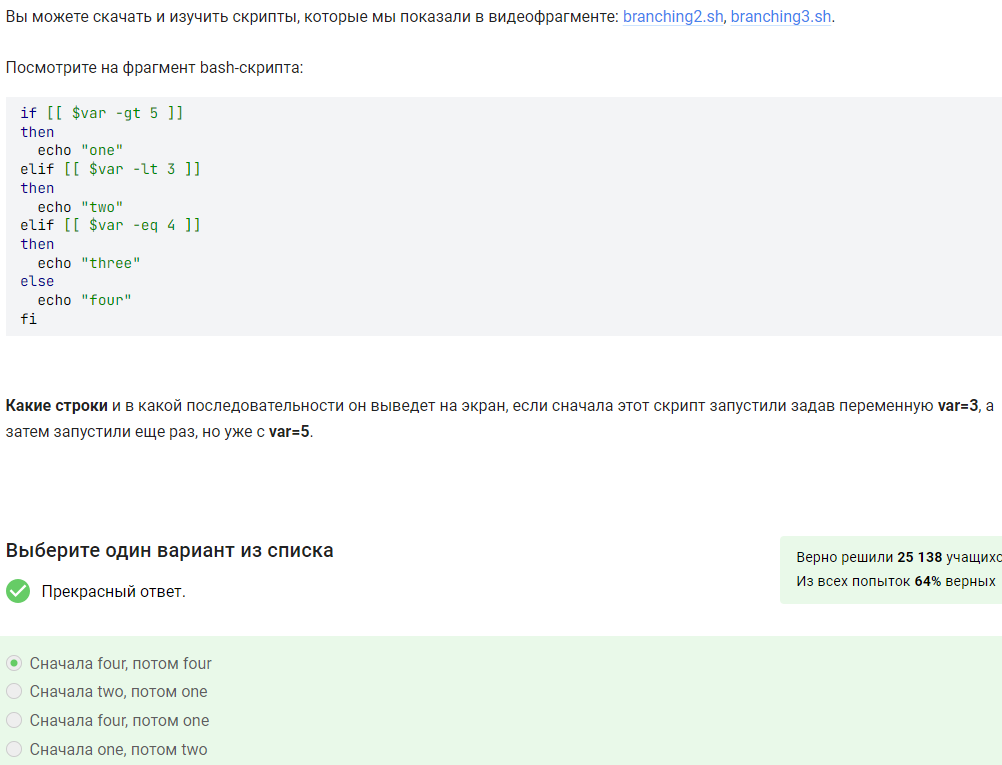 Вы можете скачать и изучить скрипты, которые мы показали в видеофрагменте: branching2.sh, branching3.sh.
Посмотрите на фрагмент bash-скрипта:
if [[ $var -gt 5 ]]
then
  echo "one"
elif [[ $var -lt 3 ]]
then
  echo "two"
elif [[ $var -eq 4 ]]
then
  echo "three"
else
  echo "four"
fi
Какие строки и в какой последовательности он выведет на экран, если сначала этот скрипт запустили задав переменную var=3, а
затем запустили еще раз, но уже с var=5.
Выберите один вариант из списка
Верно решили 25 138 учащихс
Из всех попыток 64% верных
Прекрасный ответ.
Сначала four, потом four
Сначала two, потом one
Сначала four, потом one
Сначала one, потом two